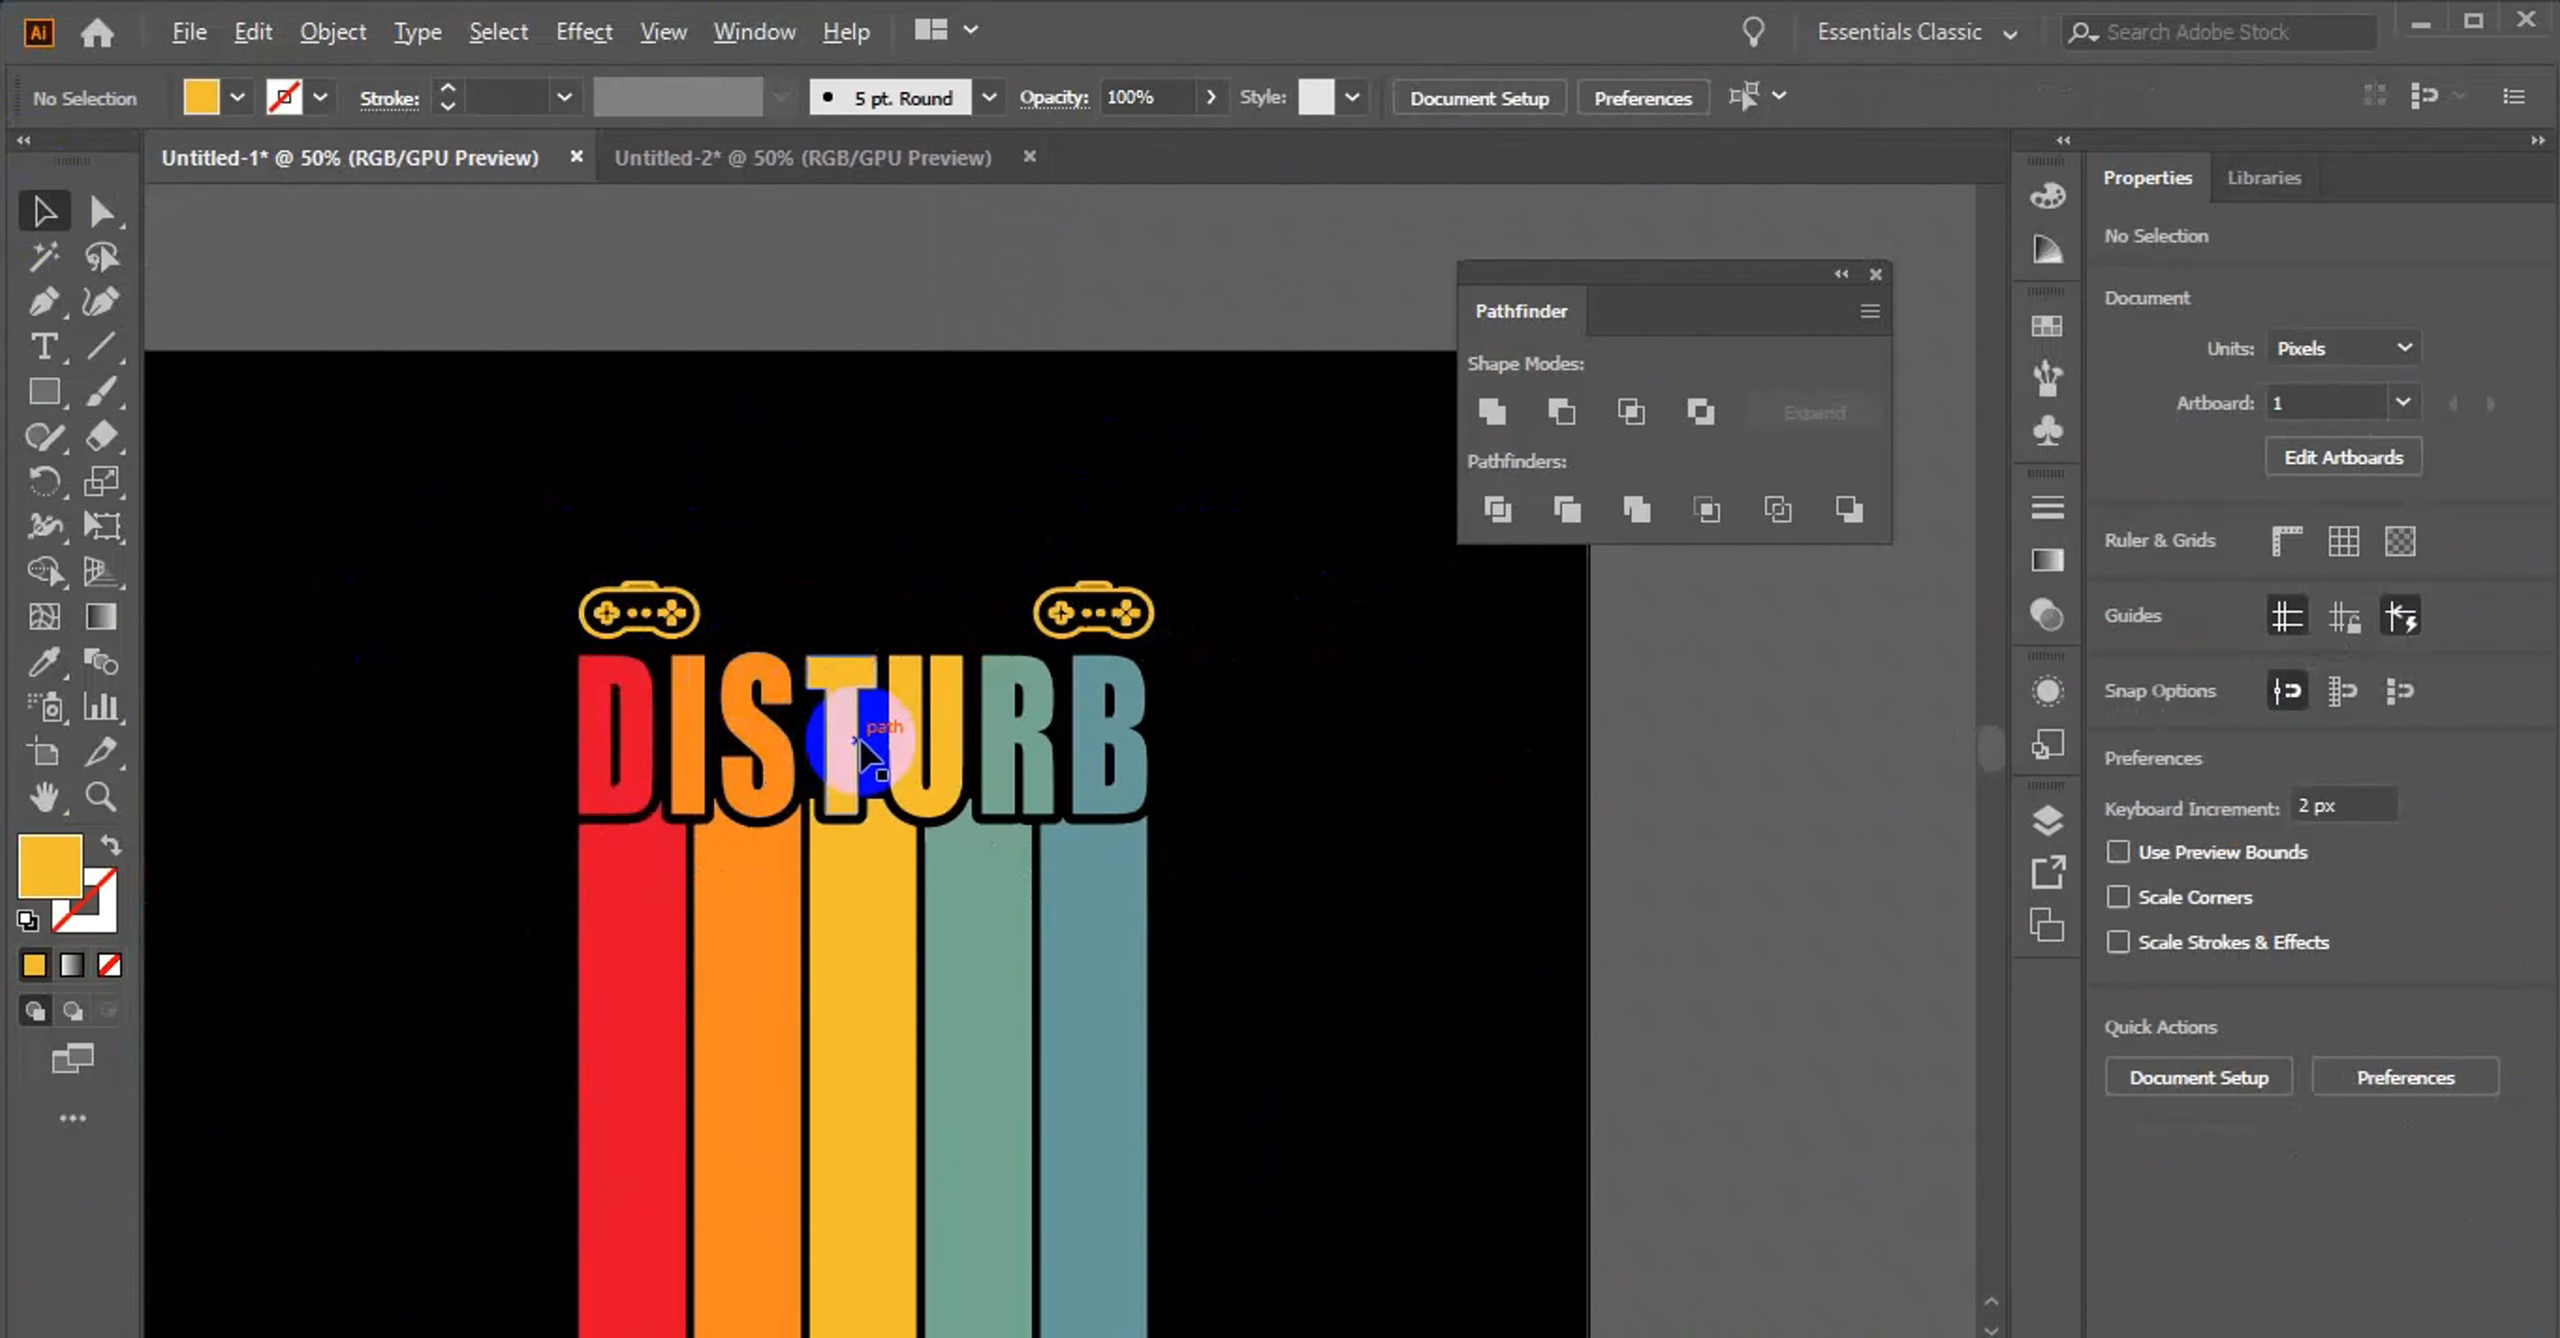 Ai File Edit Object Type Select Effect View Window Help Essentials Classic Search Adobe Stock
No Selection Stroke: 5 pt. Round Opacity: 100% Style: Document Setup Preferences
Untitled-1* @ 50% (RGB/GPU Preview) Untitled-2* @ 50% (RGB/GPU Preview)
Properties Libraries
No Selection
Document
Units: Pixels
Artboard: 1
Edit Artboards
Ruler & Grids
Guides
Snap Options
Preferences
Keyboard Increment: 2 px
Use Preview Bounds
Scale Corners
Scale Strokes & Effects
Quick Actions
Document Setup Preferences
Pathfinder
Shape Modes:
Expand
Pathfinders:
DISTURB
path